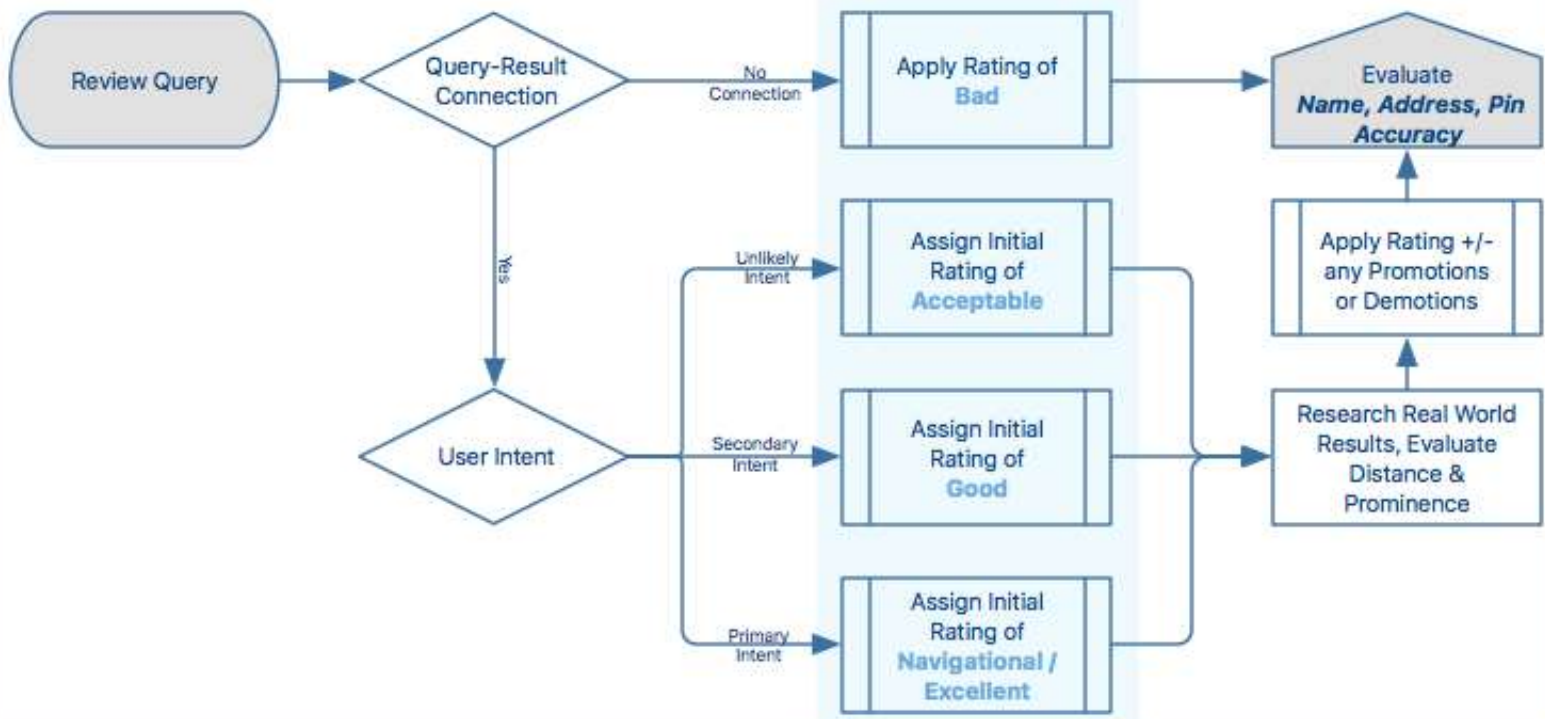 Review Query
Query-Result
Connection
No
Connection
Apply Rating of
Bad
Evaluate
Name, Address, Pin
Accuracy
Yes
Unlikely
Intent
Assign Initial
Rating of
Acceptable
Apply Rating +/-
any Promotions
or Demotions
User Intent
Secondary
Intent
Assign Initial
Rating of
Good
Research Real World
Results, Evaluate
Distance &
Prominence
Primary
Intent
Assign Initial
Rating of
Navigational /
Excellent